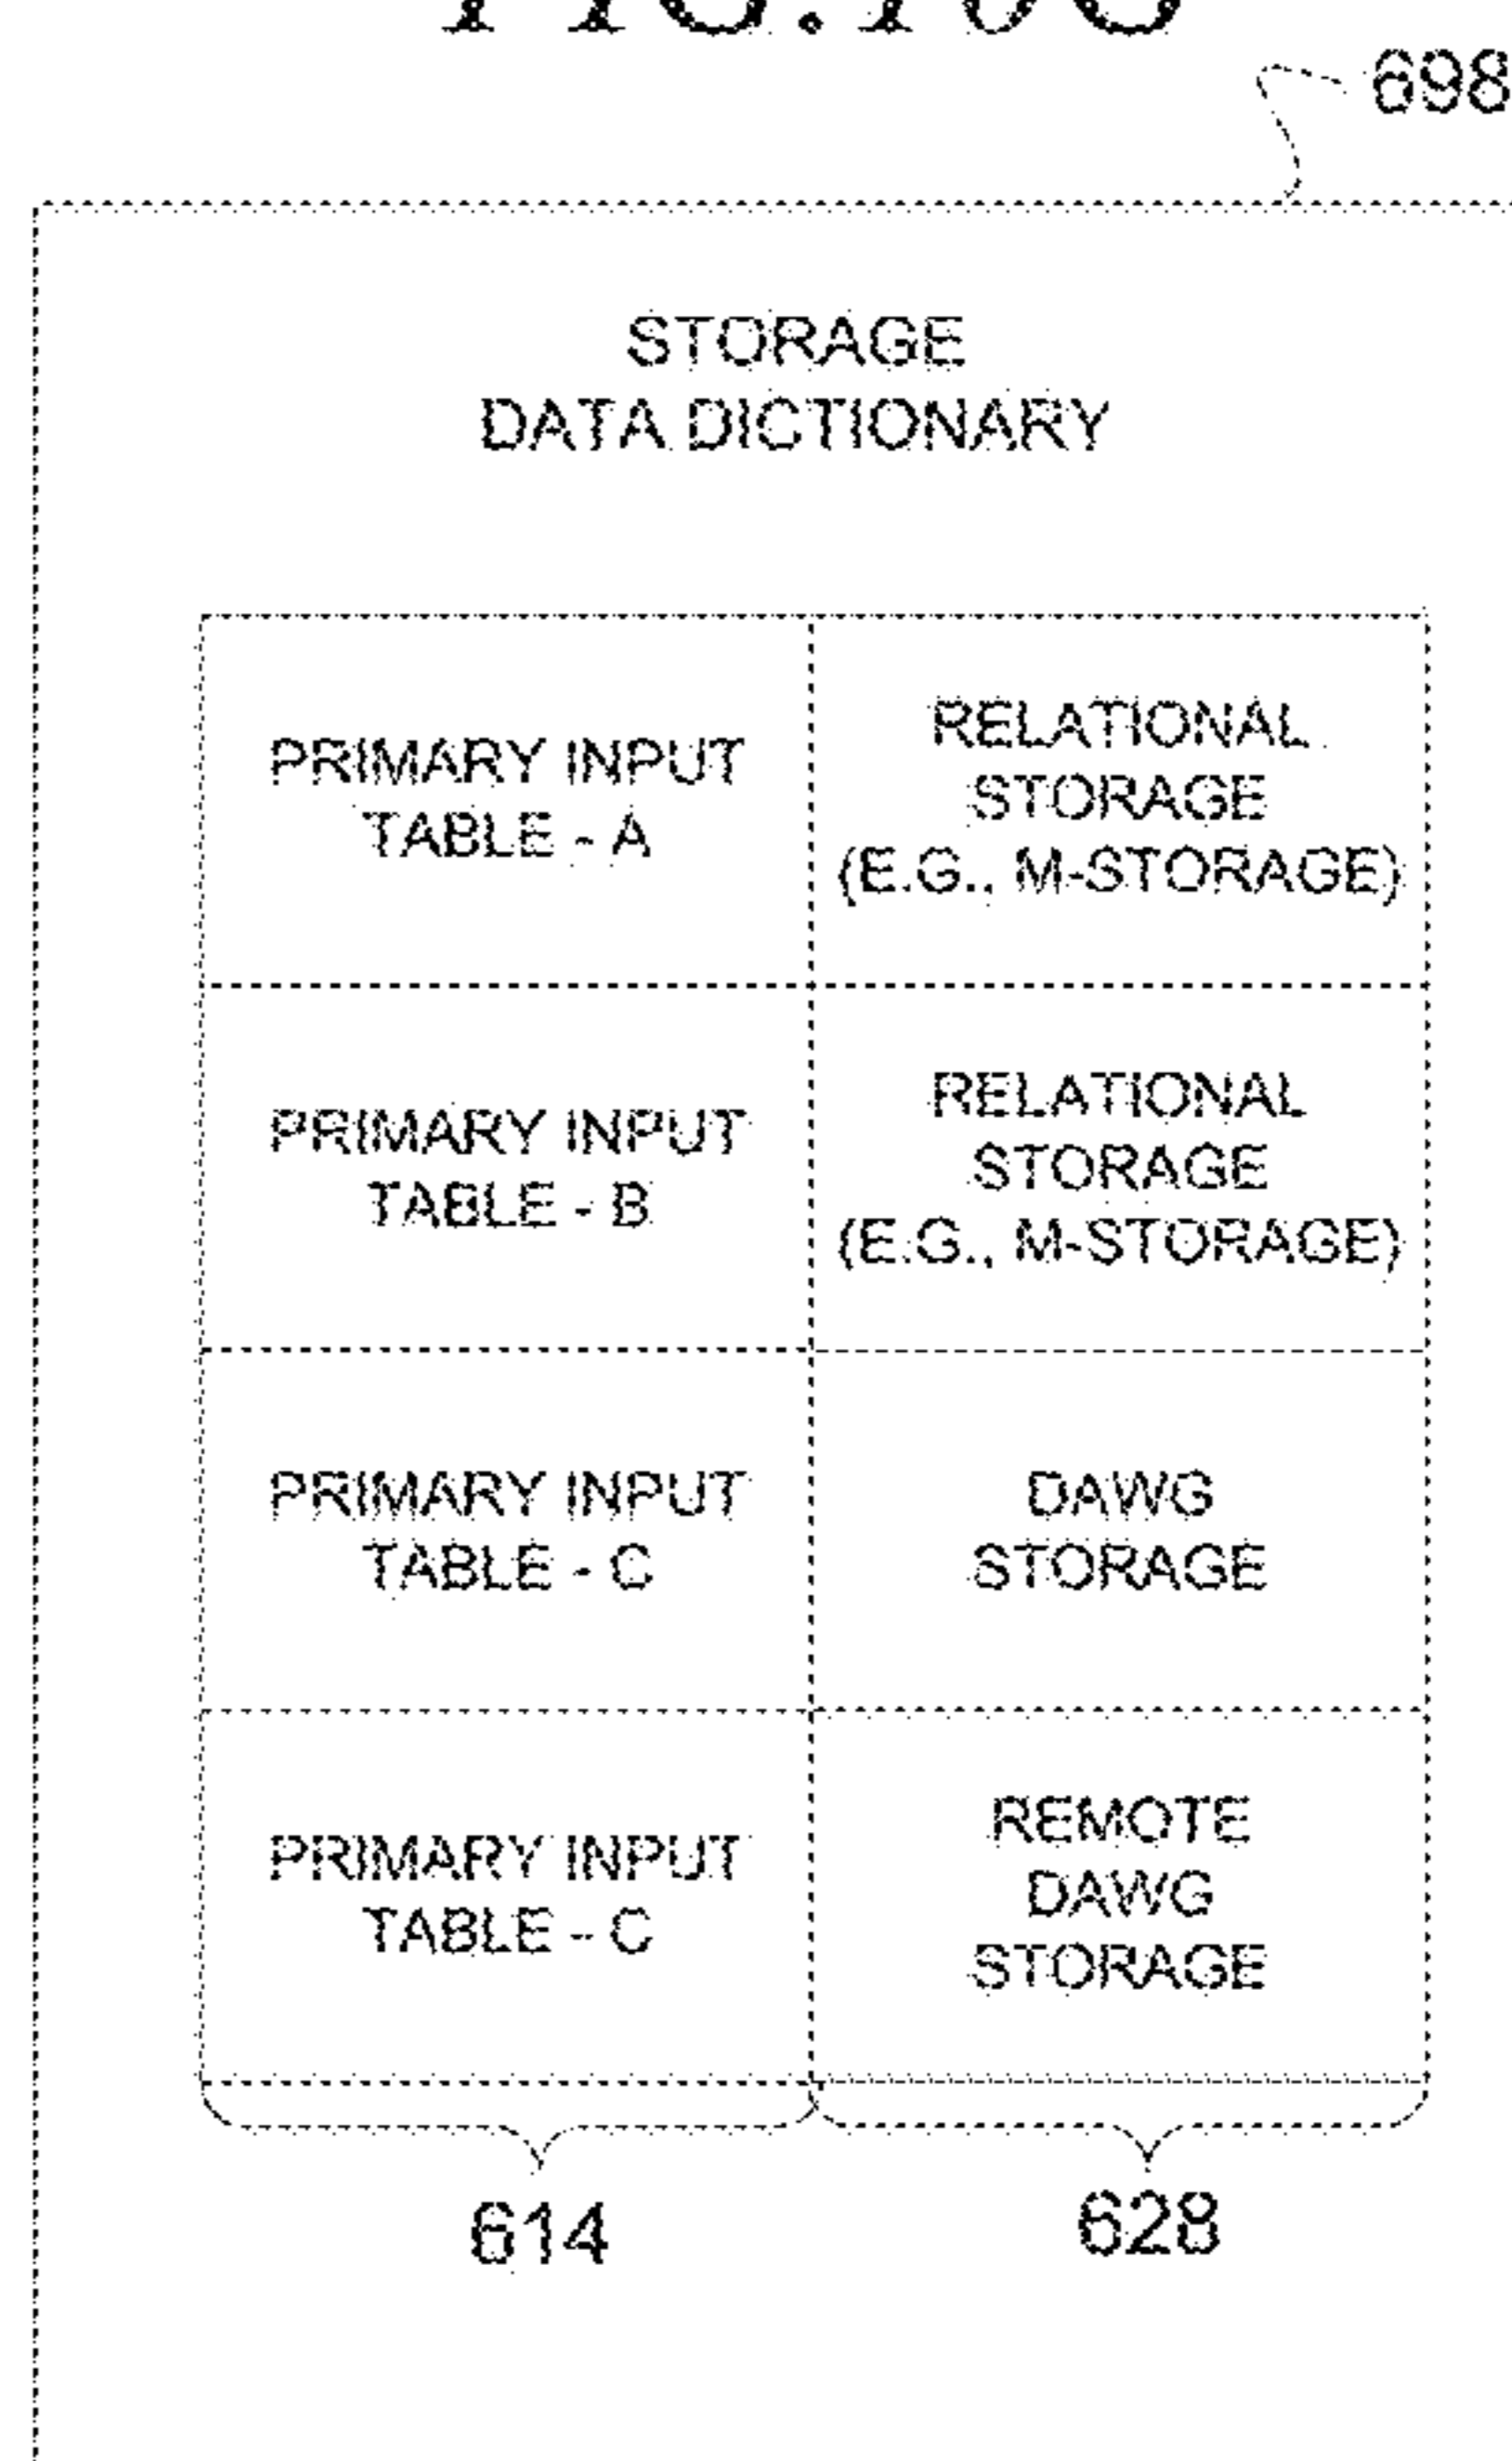 698
STORAGE
DATA DICTIONARY
PRIMARY INPUT
TABLE - A
RELATIONAL
STORAGE
(E.G., M-STORAGE)
PRIMARY INPUT
TABLE - B
RELATIONAL
STORAGE
(E.G., M-STORAGE)
PRIMARY INPUT
TABLE - C
DAWG
STORAGE
PRIMARY INPUT
TABLE - C
REMOTE
DAWG
STORAGE
614
628